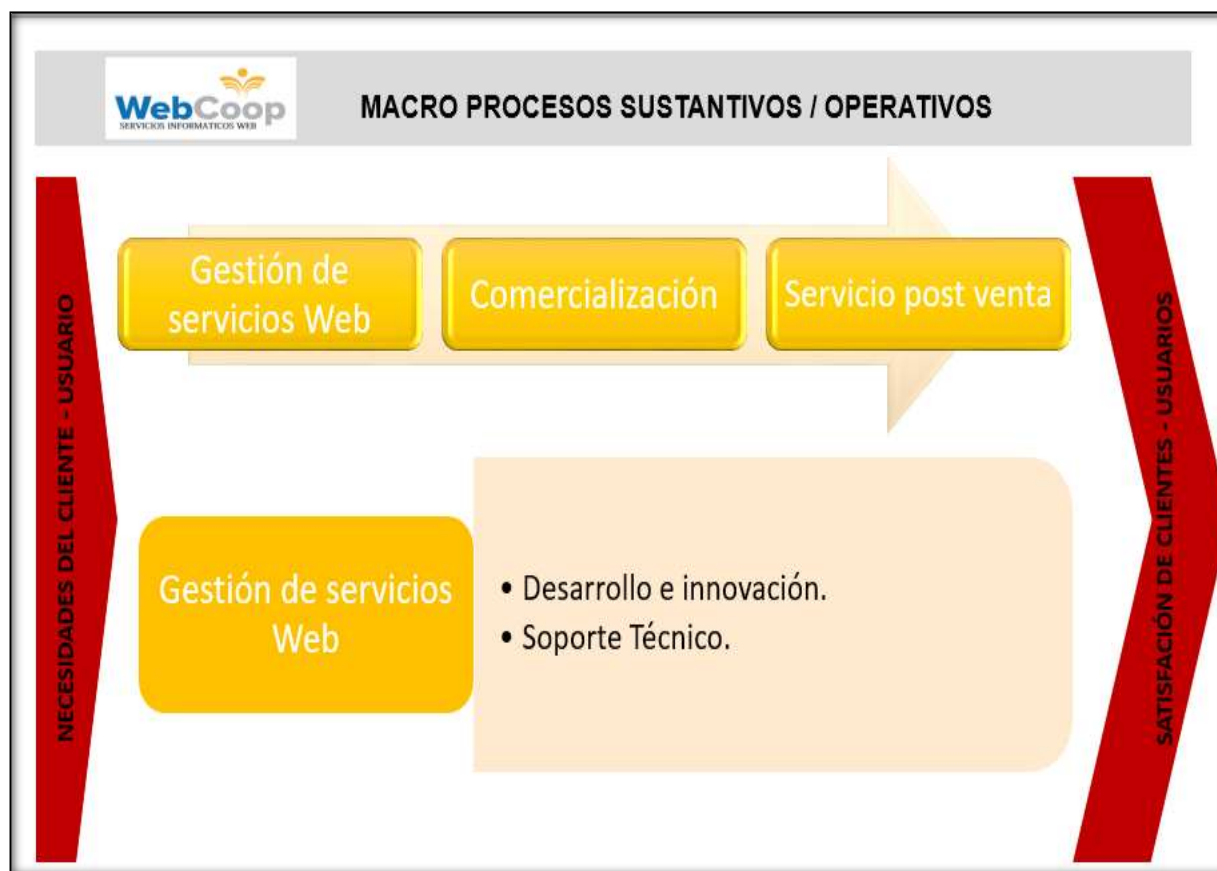 WebCoop
SERVICIOS INFORMATICOS WEB
MACRO PROCESOS SUSTANTIVOS / OPERATIVOS
NECESIDADES DEL CLIENTE - USUARIO
Gestión de
servicios Web
Comercialización
Servicio post venta
Gestión de servicios
Web
• Desarrollo e innovación.
• Soporte Técnico.
SATISFACCIÓN DE CLIENTES - USUARIOS